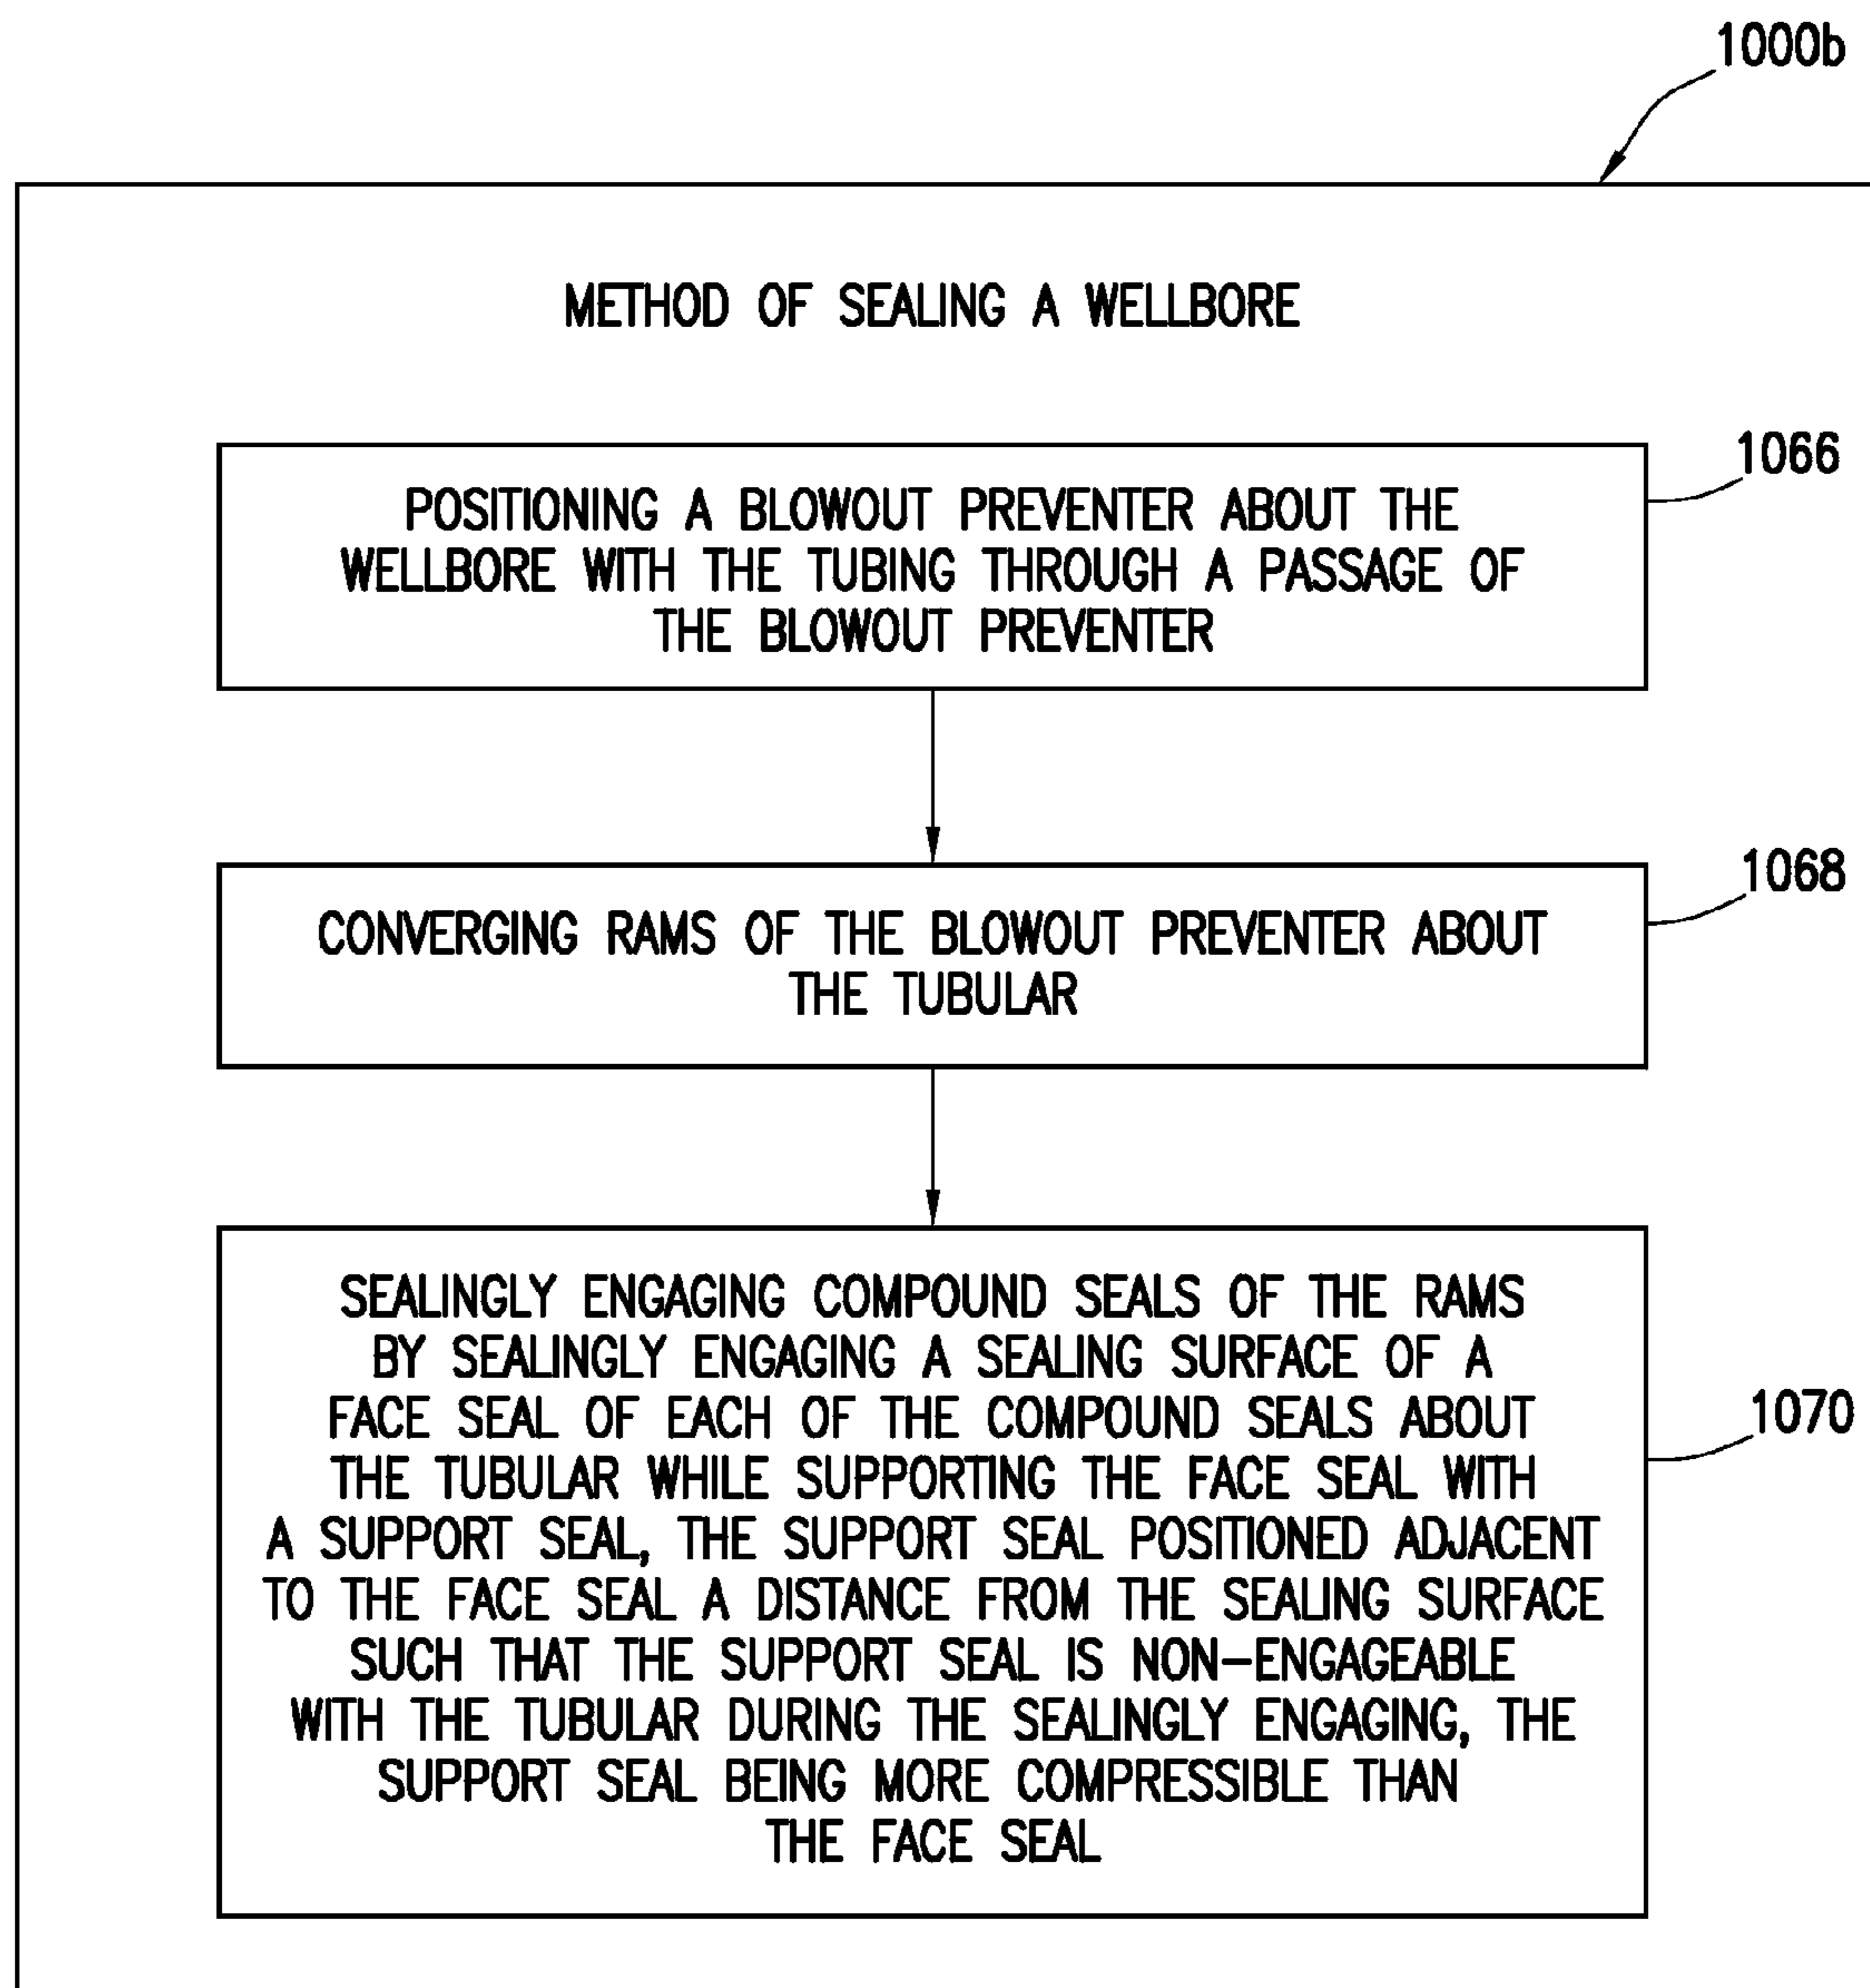 1000b
METHOD OF SEALING A WELLBORE
1066
POSITIONING A BLOWOUT PREVENTER ABOUT THE
WELLBORE WITH THE TUBING THROUGH A PASSAGE OF
THE BLOWOUT PREVENTER
1068
CONVERGING RAMS OF THE BLOWOUT PREVENTER ABOUT
THE TUBULAR
1070
SEALINGLY ENGAGING COMPOUND SEALS OF THE RAMS
BY SEALINGLY ENGAGING A SEALING SURFACE OF A
FACE SEAL OF EACH OF THE COMPOUND SEALS ABOUT
THE TUBULAR WHILE SUPPORTING THE FACE SEAL WITH
A SUPPORT SEAL, THE SUPPORT SEAL POSITIONED ADJACENT
TO THE FACE SEAL A DISTANCE FROM THE SEALING SURFACE
SUCH THAT THE SUPPORT SEAL IS NON-ENGAGEABLE
WITH THE TUBULAR DURING THE SEALINGLY ENGAGING, THE
SUPPORT SEAL BEING MORE COMPRESSIBLE THAN
THE FACE SEAL